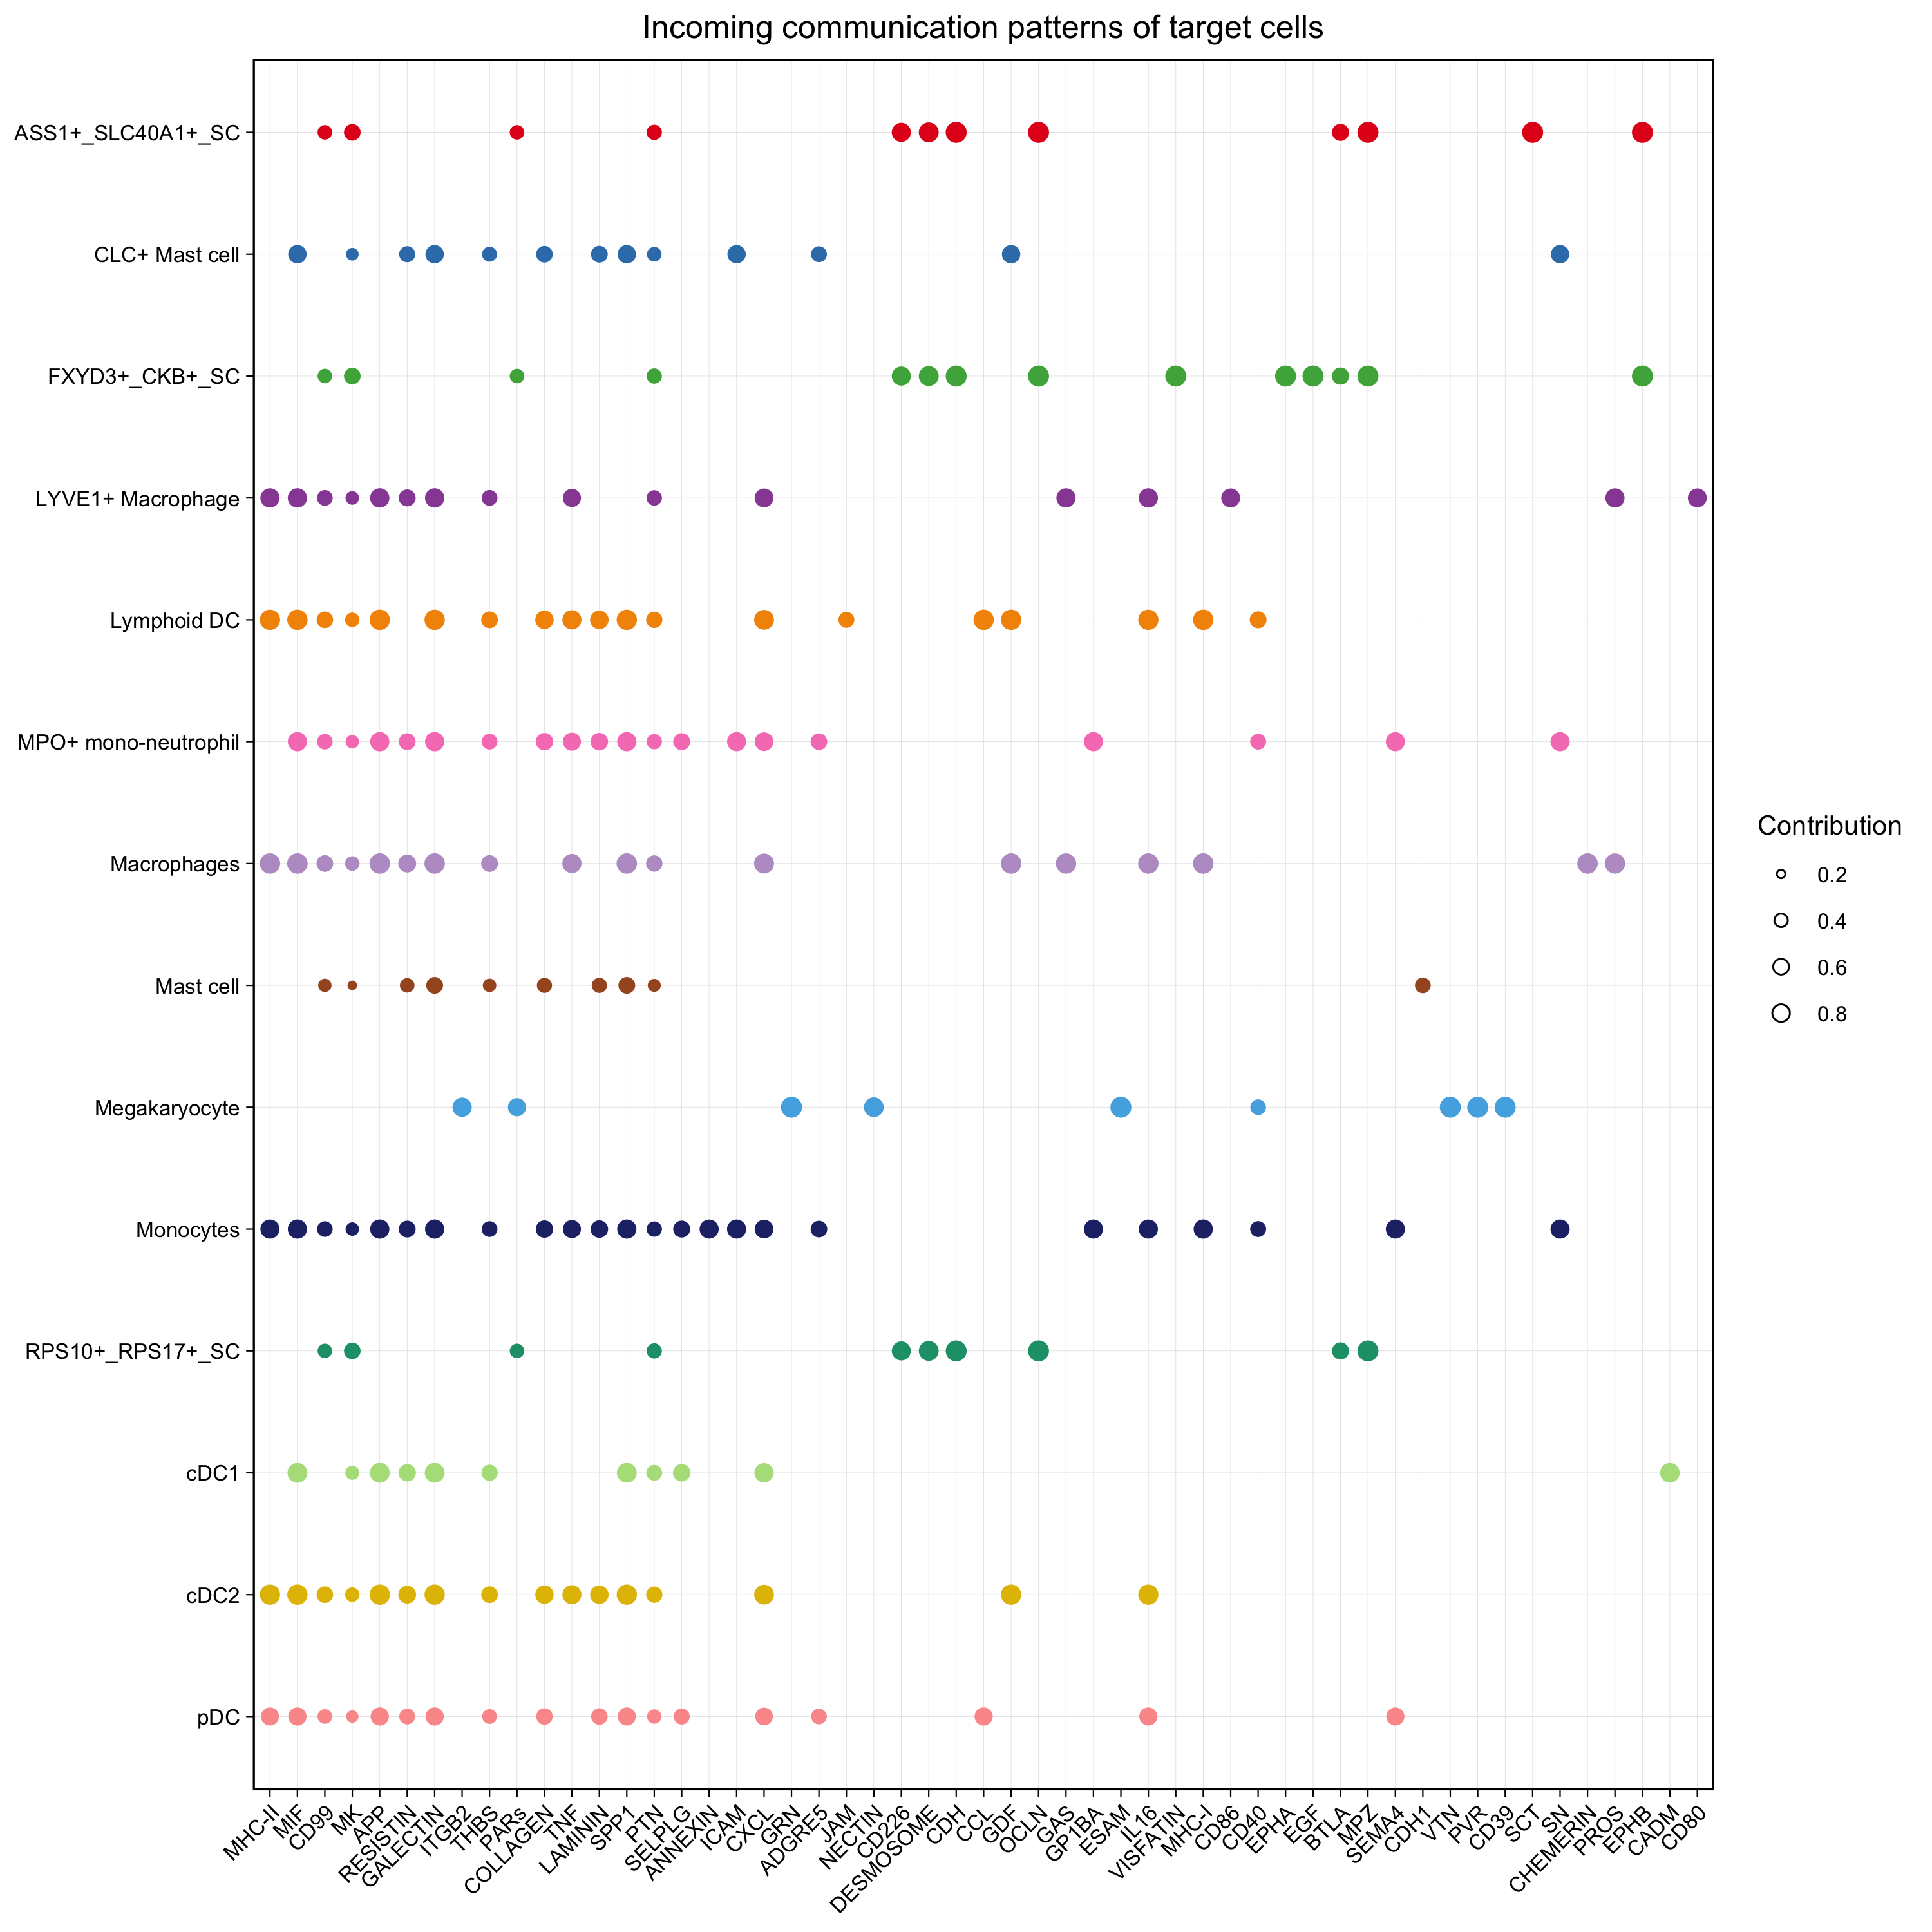 Incoming communication patterns of target cells
ASS1+_SLC40A1+_SC
CLC+ Mast cell
FXYD3+_CKB+_SC
LYVE1+ Macrophage
Lymphoid DC
MPO+ mono-neutrophil
Macrophages
Mast cell
Megakaryocyte
Monocytes
RPS10+_RPS17+_SC
cDC1
cDC2
pDC
Contribution
0.2
0.4
0.6
0.8
MHC-II
MIF
CD99
MK
APP
RESISTIN
GALECTIN
ITGB2
THBS
PARs
COLLAGEN
TNF
LAMININ
SPP1
PTN
SELPLG
ANNEXIN
ICAM
CXCL
GRN
ADGRE5
JAM
NECTIN
CD226
DESMOSOME
CDH
CCL
GDF
OCLN
GAS
GP1BA
ESAM
IL16
VISFATIN
MHC-I
CD86
CD40
EPHA
EGF
BTLA
MPZ
SEMA4
CDH1
VTN
PVR
CD39
SCT
SN
CHEMERIN
PROS
EPHB
CADM
CD80